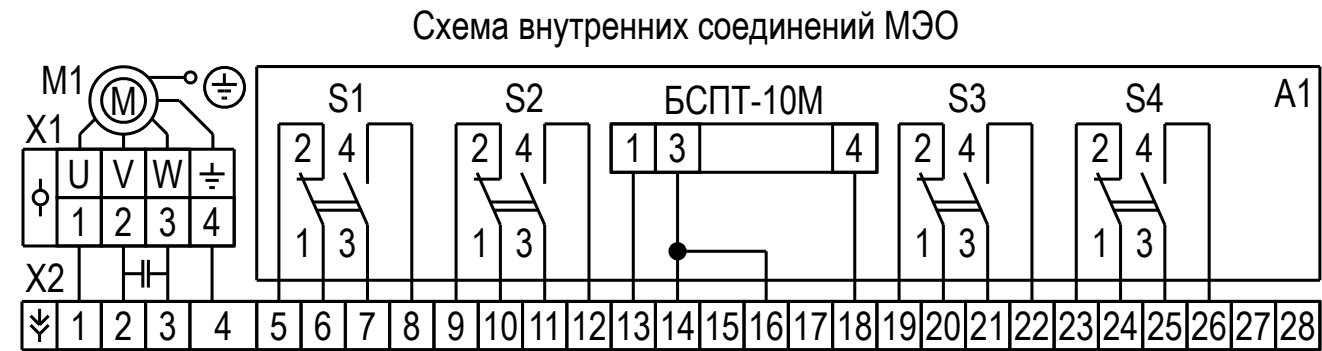 Схема внутренних соединений МЭО
M1 M S1 S2 БСПТ-10М S3 S4 A1
X1
2 4 2 4 1 3 4 2 4 2 4
U V W
1 2 3 4 1 3 1 3 1 3 1 3
X2
1 2 3 4 5 6 7 8 9 10 11 12 13 14 15 16 17 18 19 20 21 22 23 24 25 26 27 28